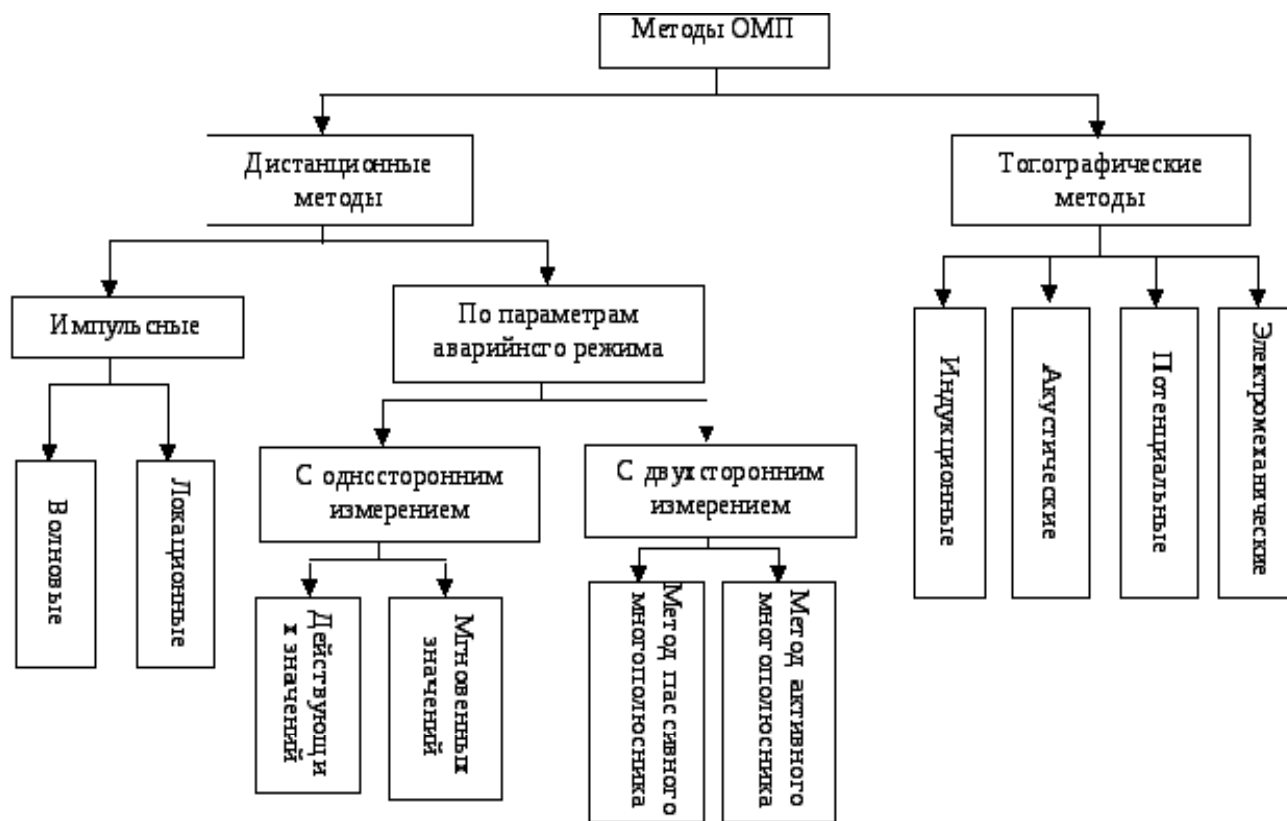 Методы ОМП
Дистанционные
методы
Топографические
методы
Импульсные
По параметрам
аварийнсго режима
Индукционные
Акустические
Потенциальные
Электромеханические
Волновые
Локационные
С однссторонним
измерением
С двухсторонним
измерением
Действующи
х значений
Мгновенных
значений
Метод пассивного
многополюсника
Метод активного
многополюсника